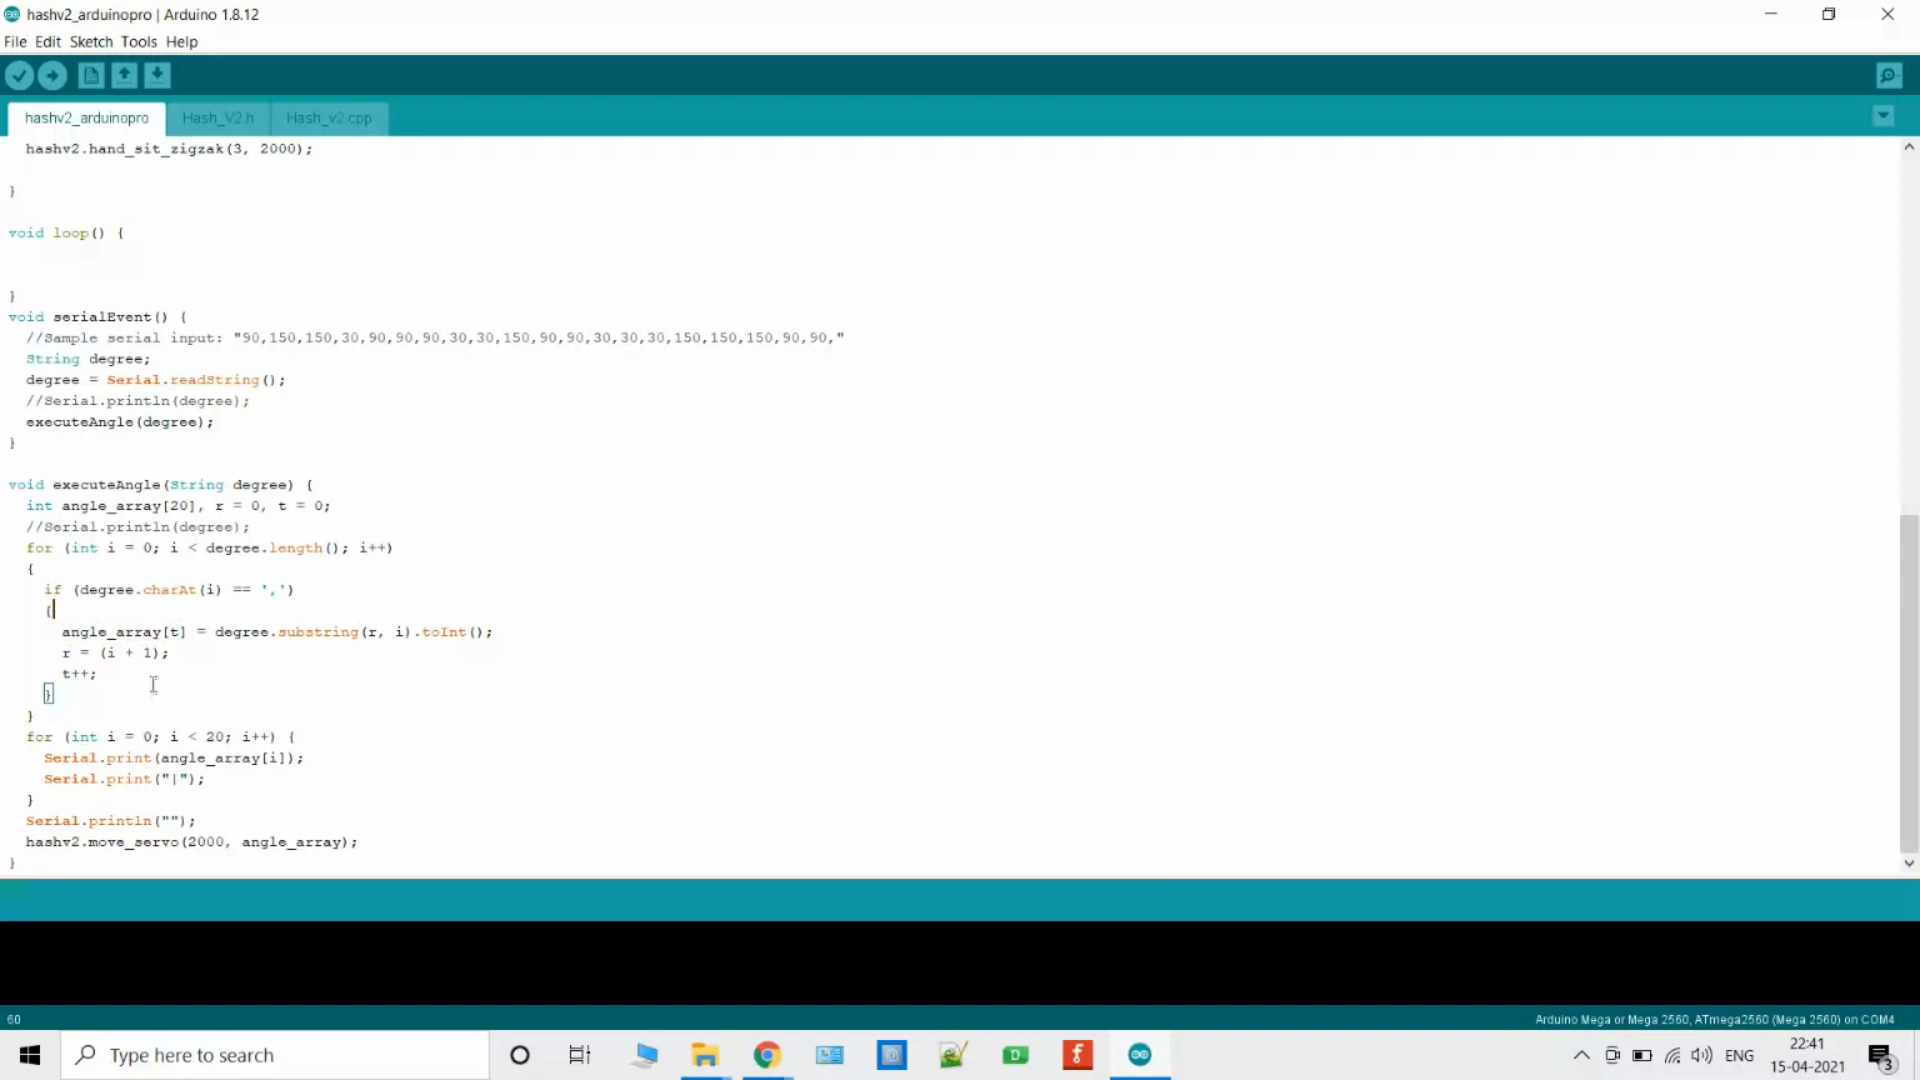 hashv2_arduinopro | Arduino 1.8.12
File Edit Sketch Tools Help
hashv2_arduinopro Hash_V2.h Hash_v2.cpp
hashv2.hand_sit_zigzak(3, 2000);
}
void loop() {
}
void serialEvent() {
//Sample serial input: "90,150,150,30,90,90,90,30,30,150,90,90,30,30,30,150,150,150,90,90,"
String degree;
degree = Serial.readString();
//Serial.println(degree);
executeAngle(degree);
}
void executeAngle(String degree) {
int angle_array[20], r = 0, t = 0;
//Serial.println(degree);
for (int i = 0; i < degree.length(); i++)
{
if (degree.charAt(i) == ',')
{
angle_array[t] = degree.substring(r, i).toInt();
r = (i + 1);
t++;
}
}
for (int i = 0; i < 20; i++) {
Serial.print(angle_array[i]);
Serial.print("|");
}
Serial.println("");
hashv2.move_servo(2000, angle_array);
}
60
Arduino Mega or Mega 2560, ATmega2560 (Mega 2560) on COM4
Type here to search
D
f
ENG
22:41
15-04-2021
3